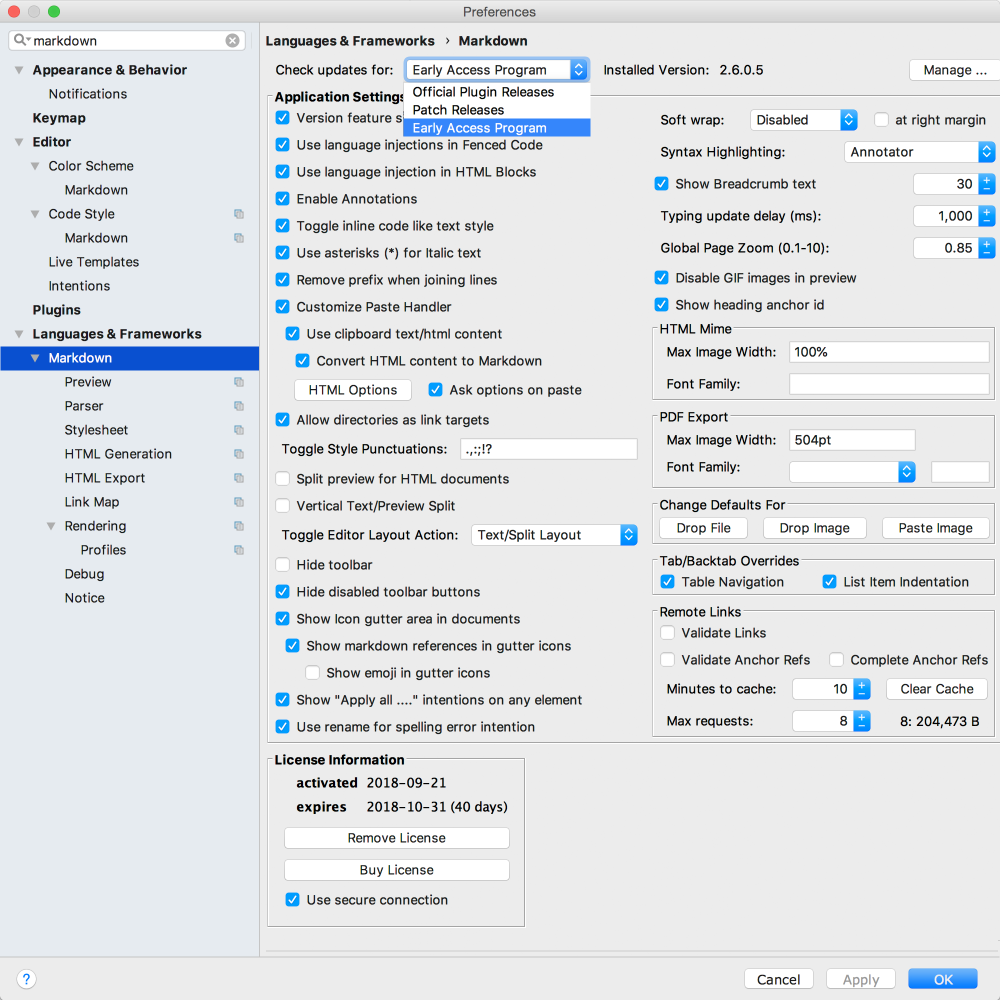 Preferences
markdown
Appearance & Behavior
Notifications
Keymap
Editor
Color Scheme
Markdown
Code Style
Markdown
Live Templates
Intentions
Plugins
Languages & Frameworks
Markdown
Preview
Parser
Stylesheet
HTML Generation
HTML Export
Link Map
Rendering
Profiles
Debug
Notice
Languages & Frameworks › Markdown
Check updates for: Early Access Program Installed Version: 2.6.0.5 Manage ...
Official Plugin Releases
Patch Releases
Early Access Program
Application Settings
Version feature s
Use language injections in Fenced Code
Use language injection in HTML Blocks
Enable Annotations
Toggle inline code like text style
Use asterisks (*) for Italic text
Remove prefix when joining lines
Customize Paste Handler
Use clipboard text/html content
Convert HTML content to Markdown
HTML Options Ask options on paste
Allow directories as link targets
Toggle Style Punctuations: .,:;!?
Split preview for HTML documents
Vertical Text/Preview Split
Toggle Editor Layout Action: Text/Split Layout
Hide toolbar
Hide disabled toolbar buttons
Show Icon gutter area in documents
Show markdown references in gutter icons
Show emoji in gutter icons
Show "Apply all ...." intentions on any element
Use rename for spelling error intention
Soft wrap: Disabled at right margin
Syntax Highlighting: Annotator
Show Breadcrumb text 30
Typing update delay (ms): 1,000
Global Page Zoom (0.1-10): 0.85
Disable GIF images in preview
Show heading anchor id
HTML Mime
Max Image Width: 100%
Font Family:
PDF Export
Max Image Width: 504pt
Font Family:
Change Defaults For
Drop File Drop Image Paste Image
Tab/Backtab Overrides
Table Navigation List Item Indentation
Remote Links
Validate Links
Validate Anchor Refs Complete Anchor Refs
Minutes to cache: 10 Clear Cache
Max requests: 8 8: 204,473 B
License Information
activated 2018-09-21
expires 2018-10-31 (40 days)
Remove License
Buy License
Use secure connection
? Cancel Apply OK